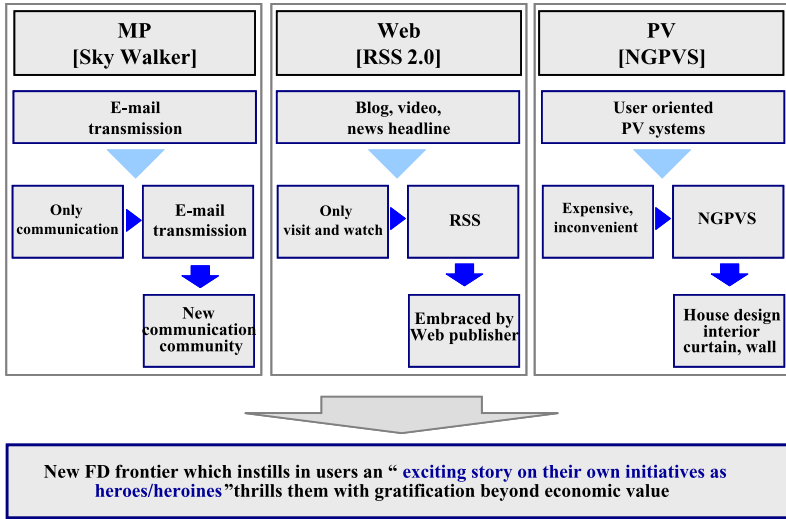 MP
[Sky Walker]
E-mail
transmission
Only
communication
E-mail
transmission
New
communication
community
Web
[RSS 2.0]
Blog, video,
news headline
Only
visit and watch
RSS
Embraced by
Web publisher
PV
[NGPVS]
User oriented
PV systems
Expensive,
inconvenient
NGPVS
House design
interior
curtain, wall
New FD frontier which instills in users an “ exciting story on their own initiatives as
heroes/heroines ”thrills them with gratification beyond economic value